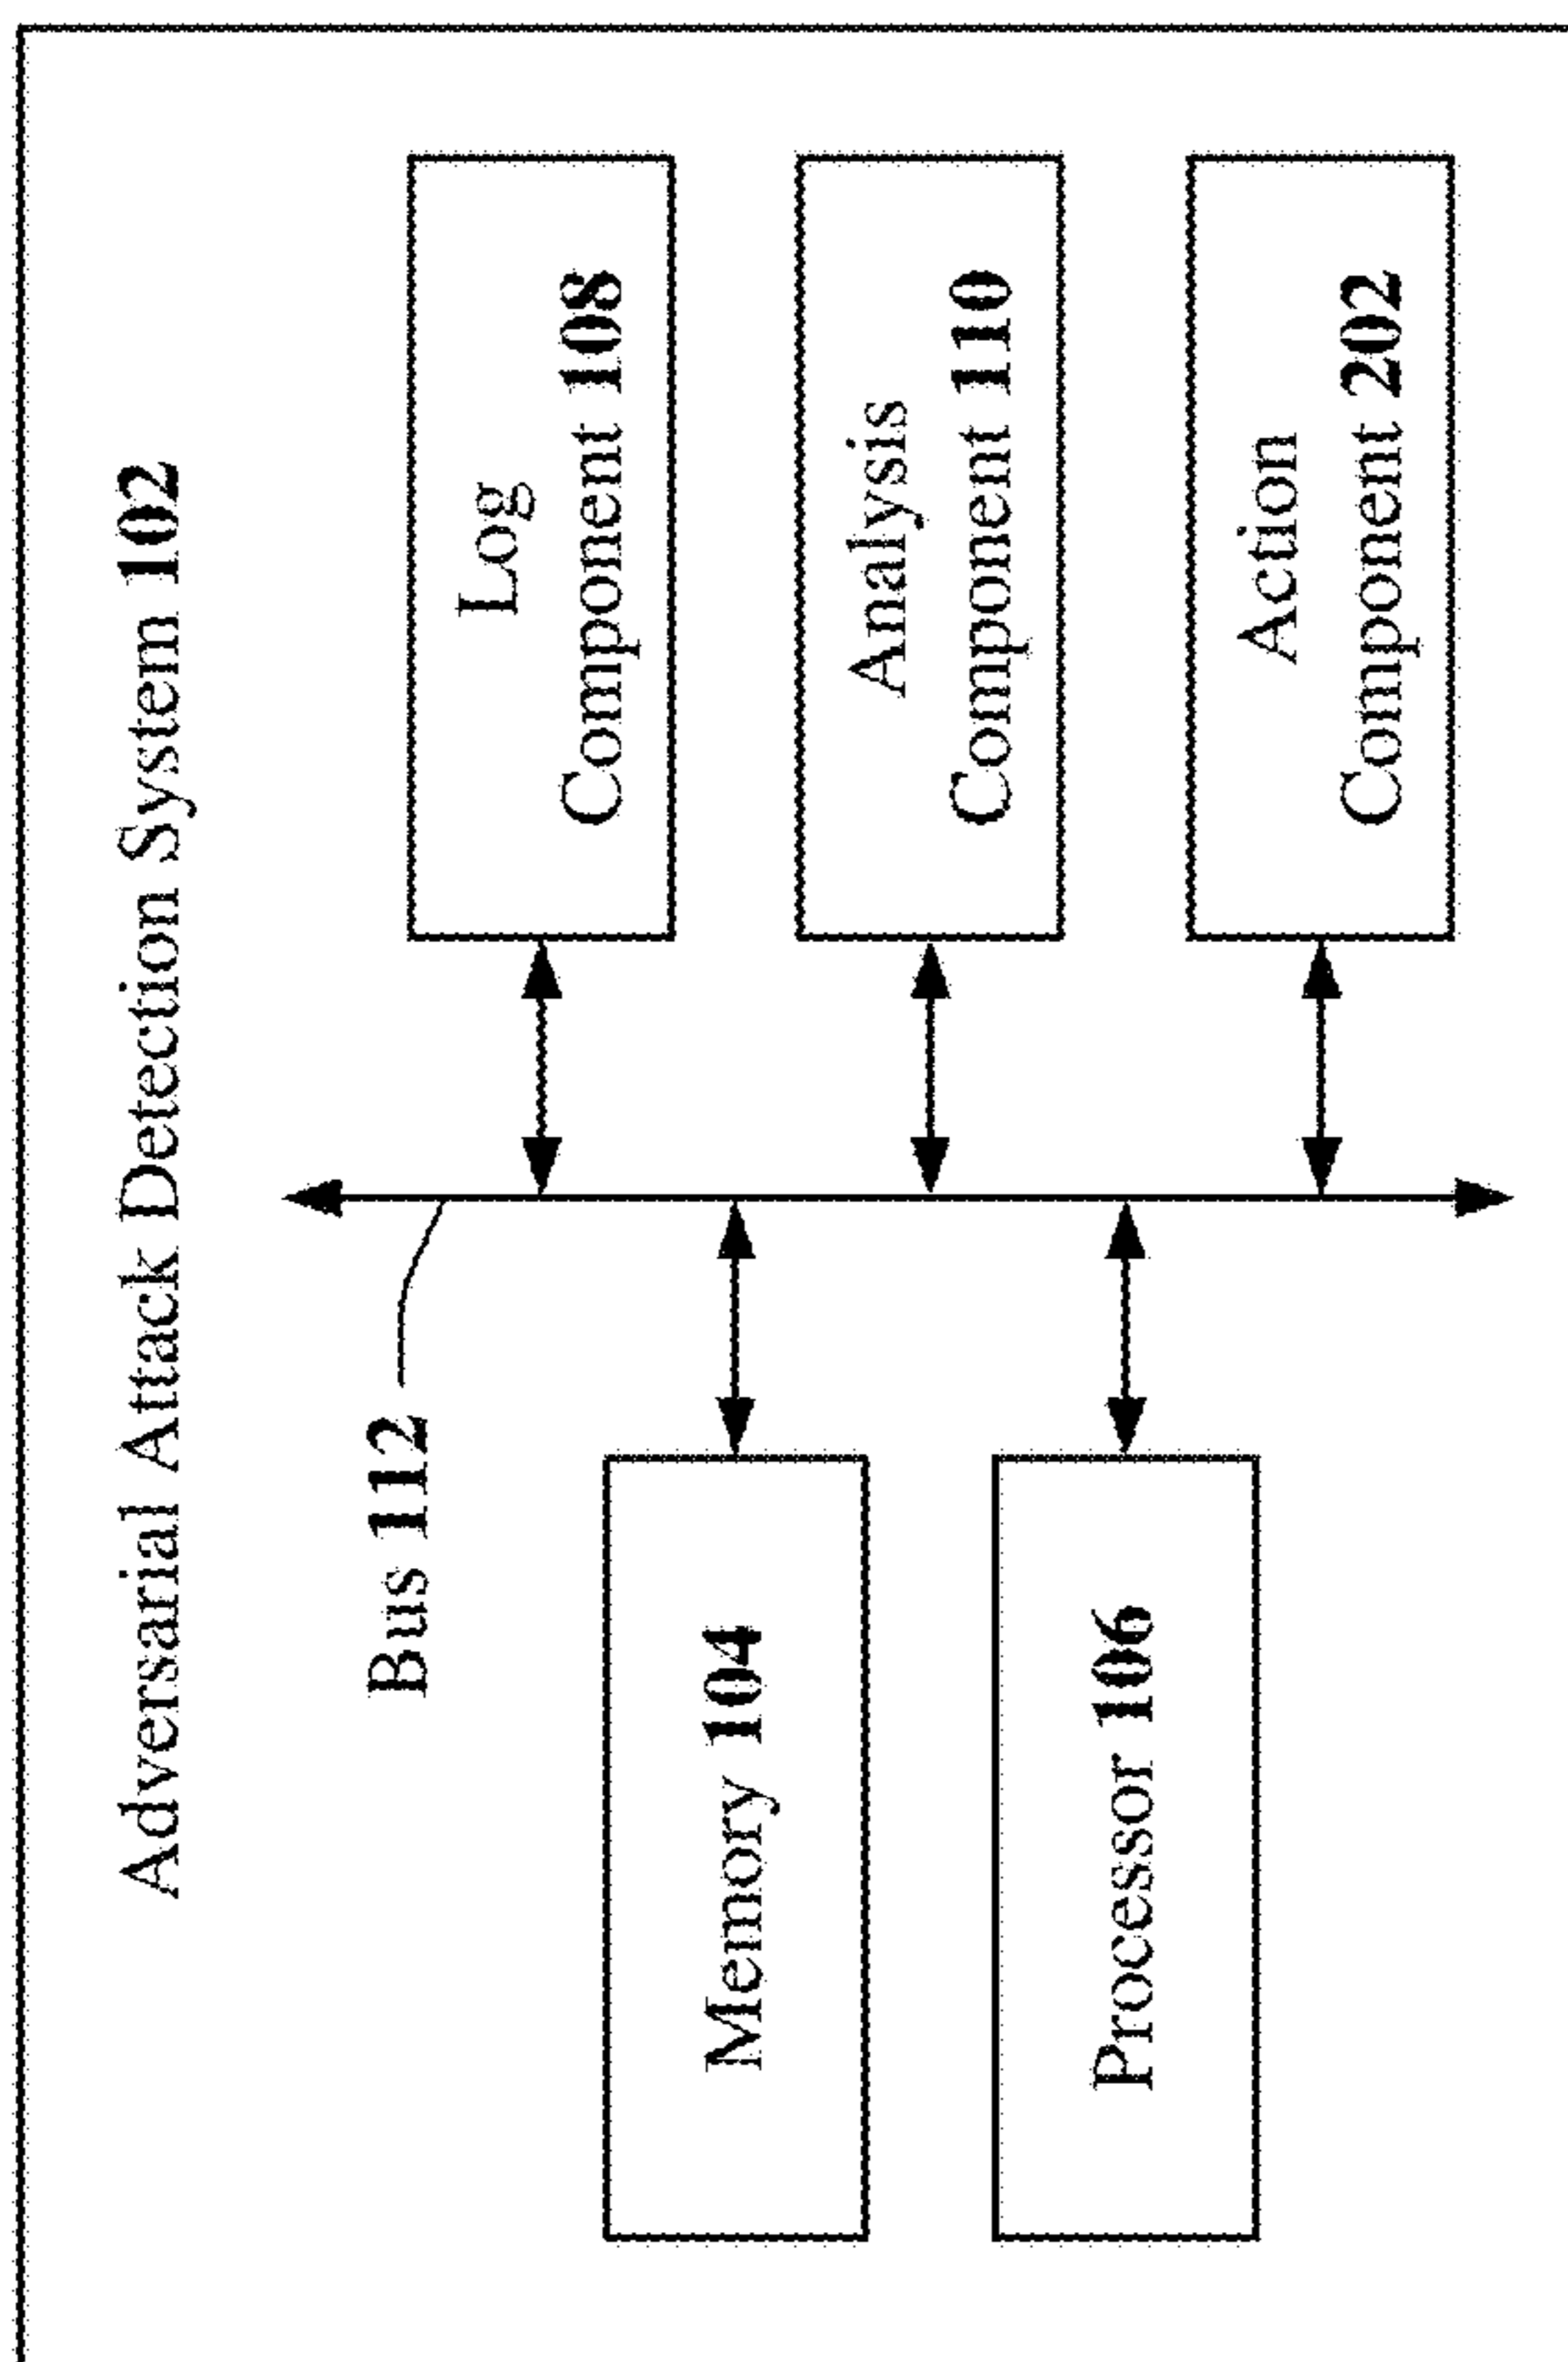 Adversarial Attack Detection System 102
Bus 112
Memory 104
Processor 106
Log
Component 108
Analysis
Component 110
Action
Component 202